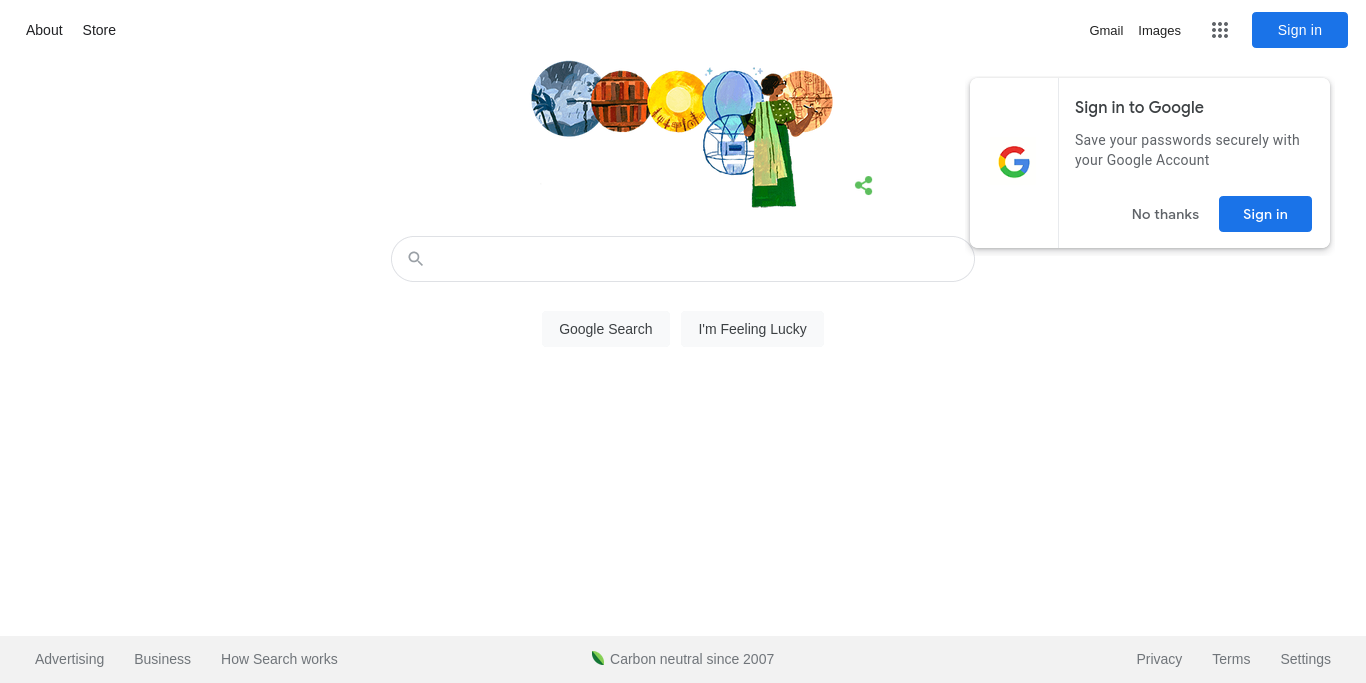 About Store
Gmail Images Sign in
Sign in to Google
Save your passwords securely with
your Google Account
No thanks Sign in
Google Search I'm Feeling Lucky
Advertising Business How Search works
Carbon neutral since 2007
Privacy Terms Settings